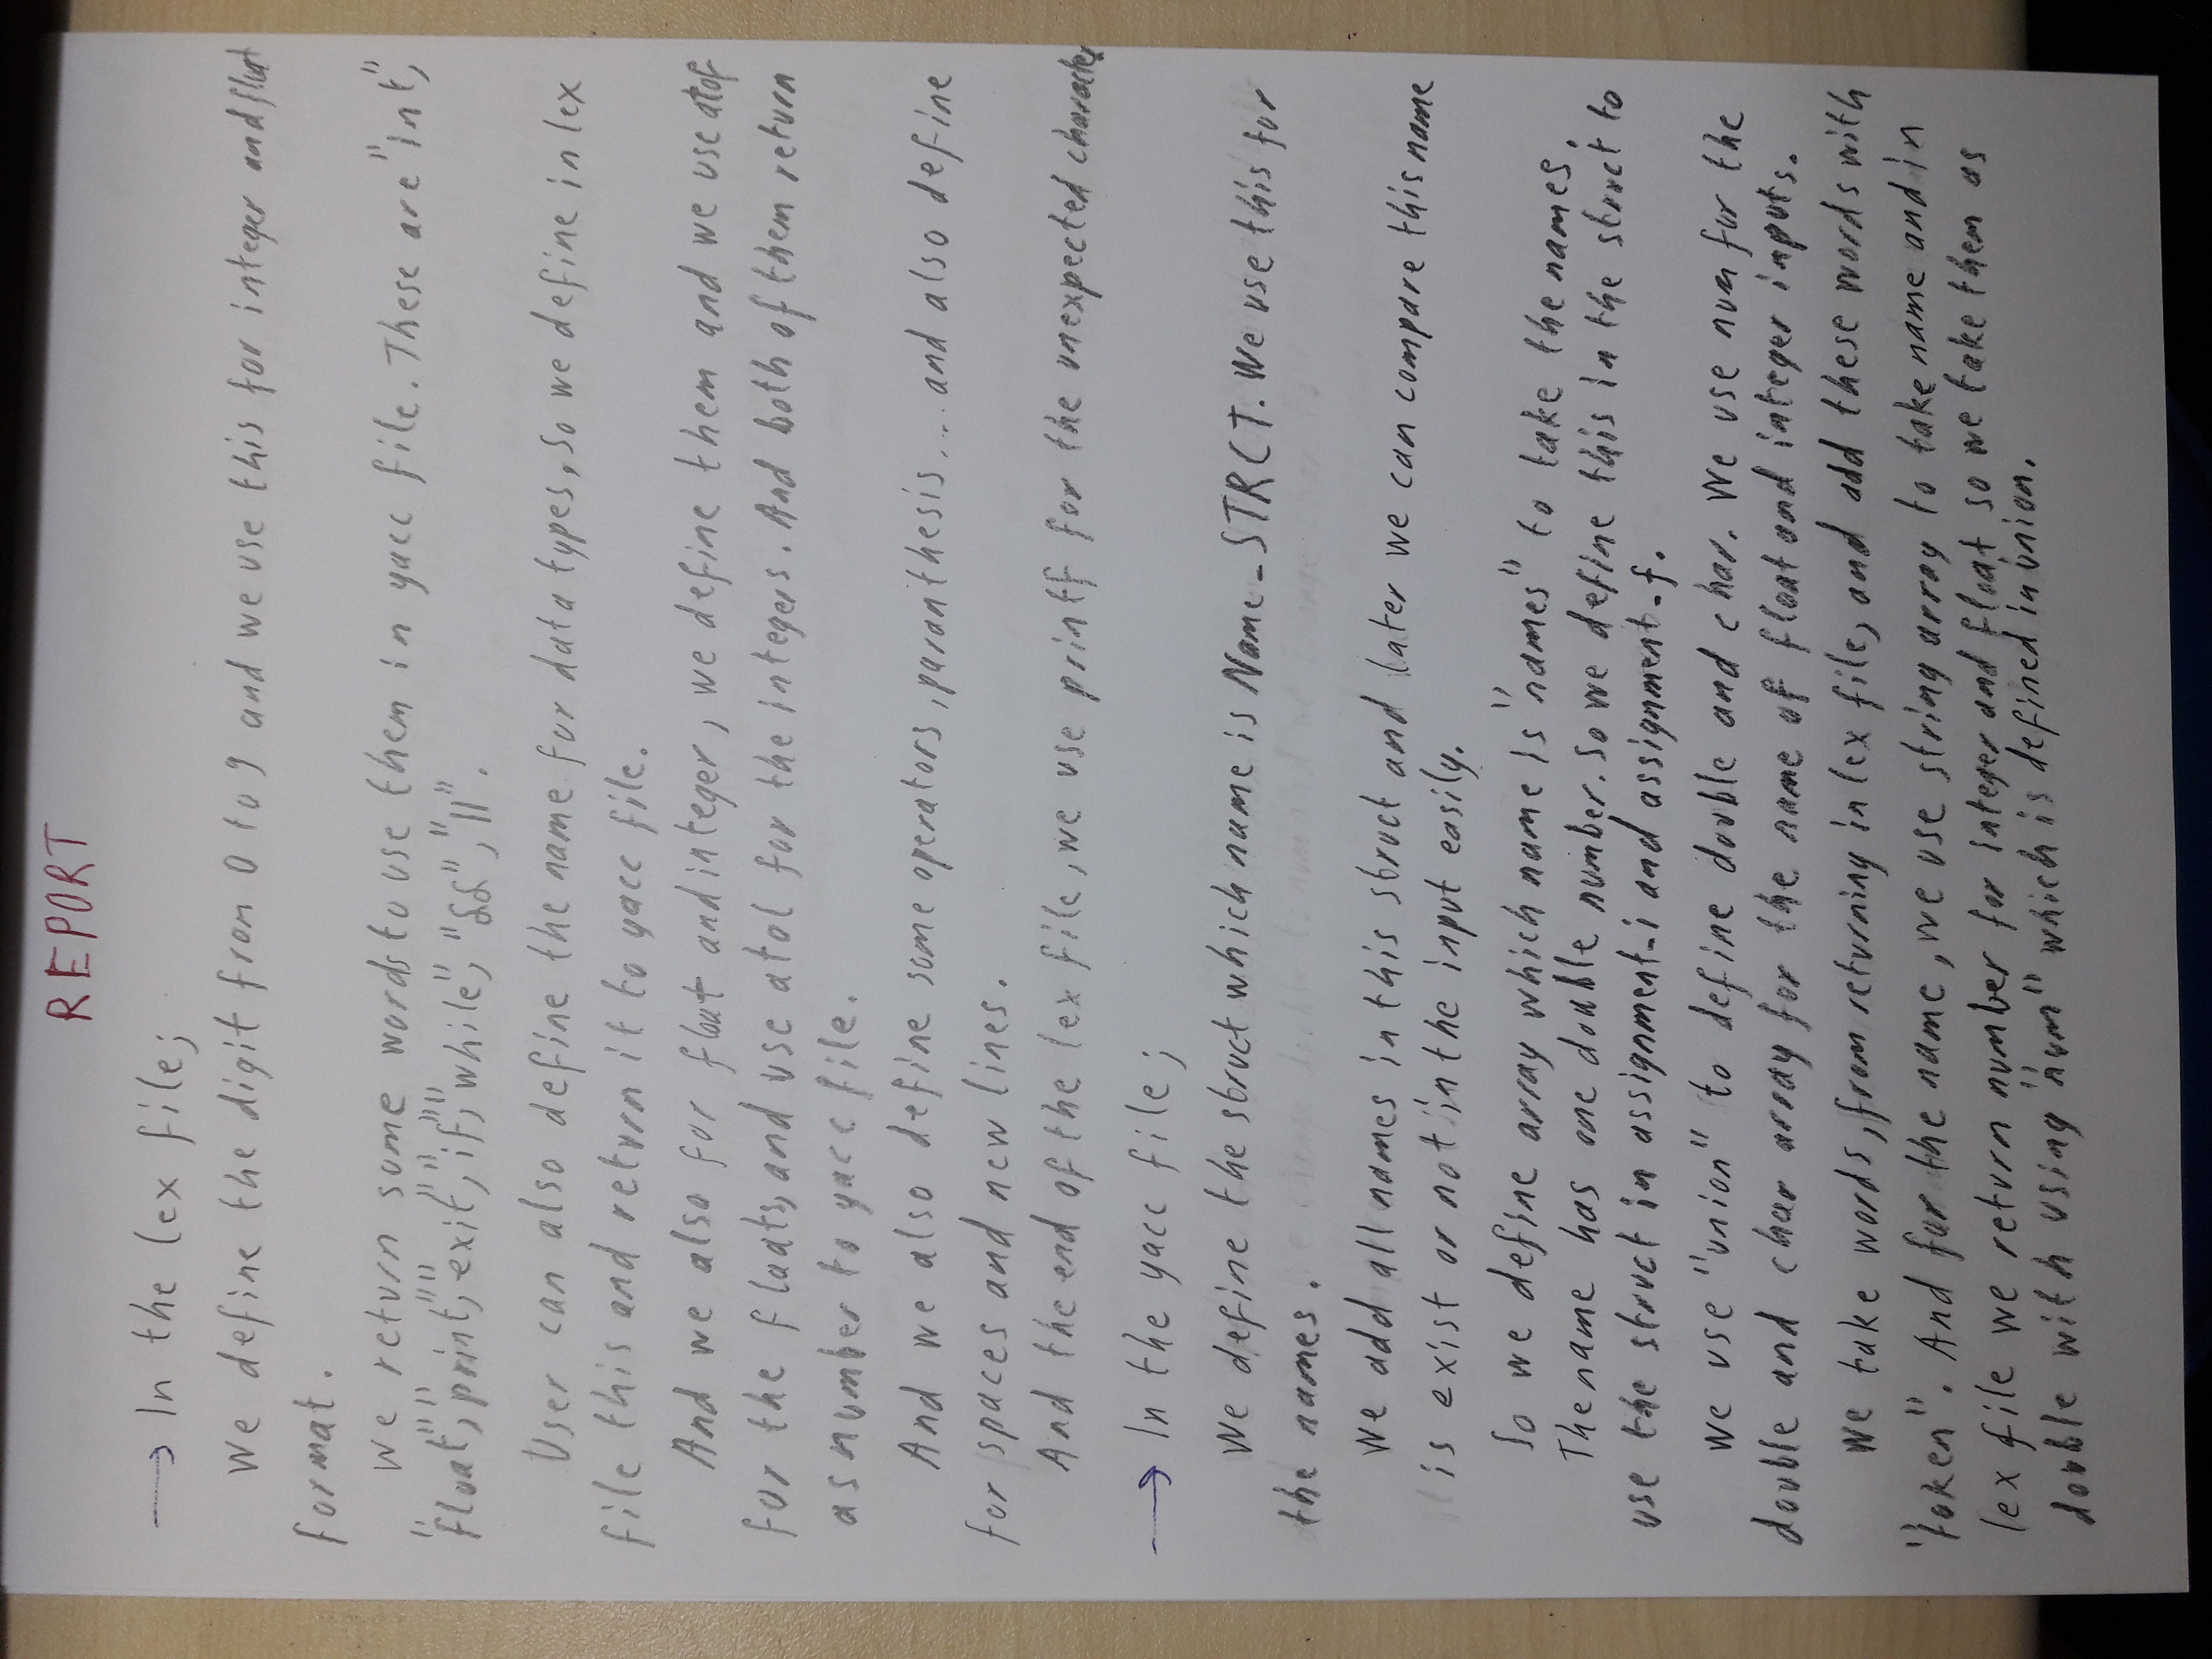 REPORT
→ In the lex file;
We define the digit from 0 to 9 and we use this for integer and float
format.
We return some words to use them in yacc file. These are "int",
"float", "print", "exit", "if", "while", "&&", "||".
User can also define the name for data types, so we define in lex
file this and return it to yacc file.
And we also for float and integer, we define them and we use atof
for the floats, and use atol for the integers. And both of them return
as number to yacc file.
And we also define some operators, paranthesis... and also define
for spaces and new lines.
And the end of the lex file, we use printf for the unexpected character.
→ In the yacc file;
We define the struct which name is Name_STRCT. We use this for
the names.
We add all names in this struct and later we can compare this name
is exist or not in the input easily.
So we define array which name is "names" to take the names.
The name has one double number. So we define this in the struct to
use the struct in assignment_i and assignment_f.
We use "union" to define double and char. We use num for the
double and char array for the name of float and integer inputs.
We take words, from returning in lex file, and add these words with
"token". And for the name, we use string array to take name and in
lex file we return number for integer and float so we take them as
double with using "num" which is defined in union.